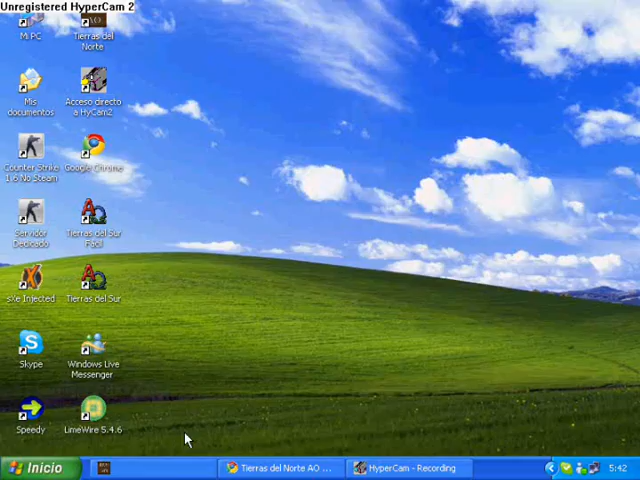 Unregistered HyperCam 2
Mi PC
Tierras del
Norte
Mis
documentos
Acceso directo
a HyCam2
Counter Strike
1.6 No Steam
Google Chrome
Servidor
Dedicado
Tierras del Sur
Fácil
sXe Injected
Tierras del Sur
Skype
Windows Live
Messenger
Speedy
LimeWire 5.4.6
Inicio
Tierras del Norte AO ...
HyperCam - Recording
5:42